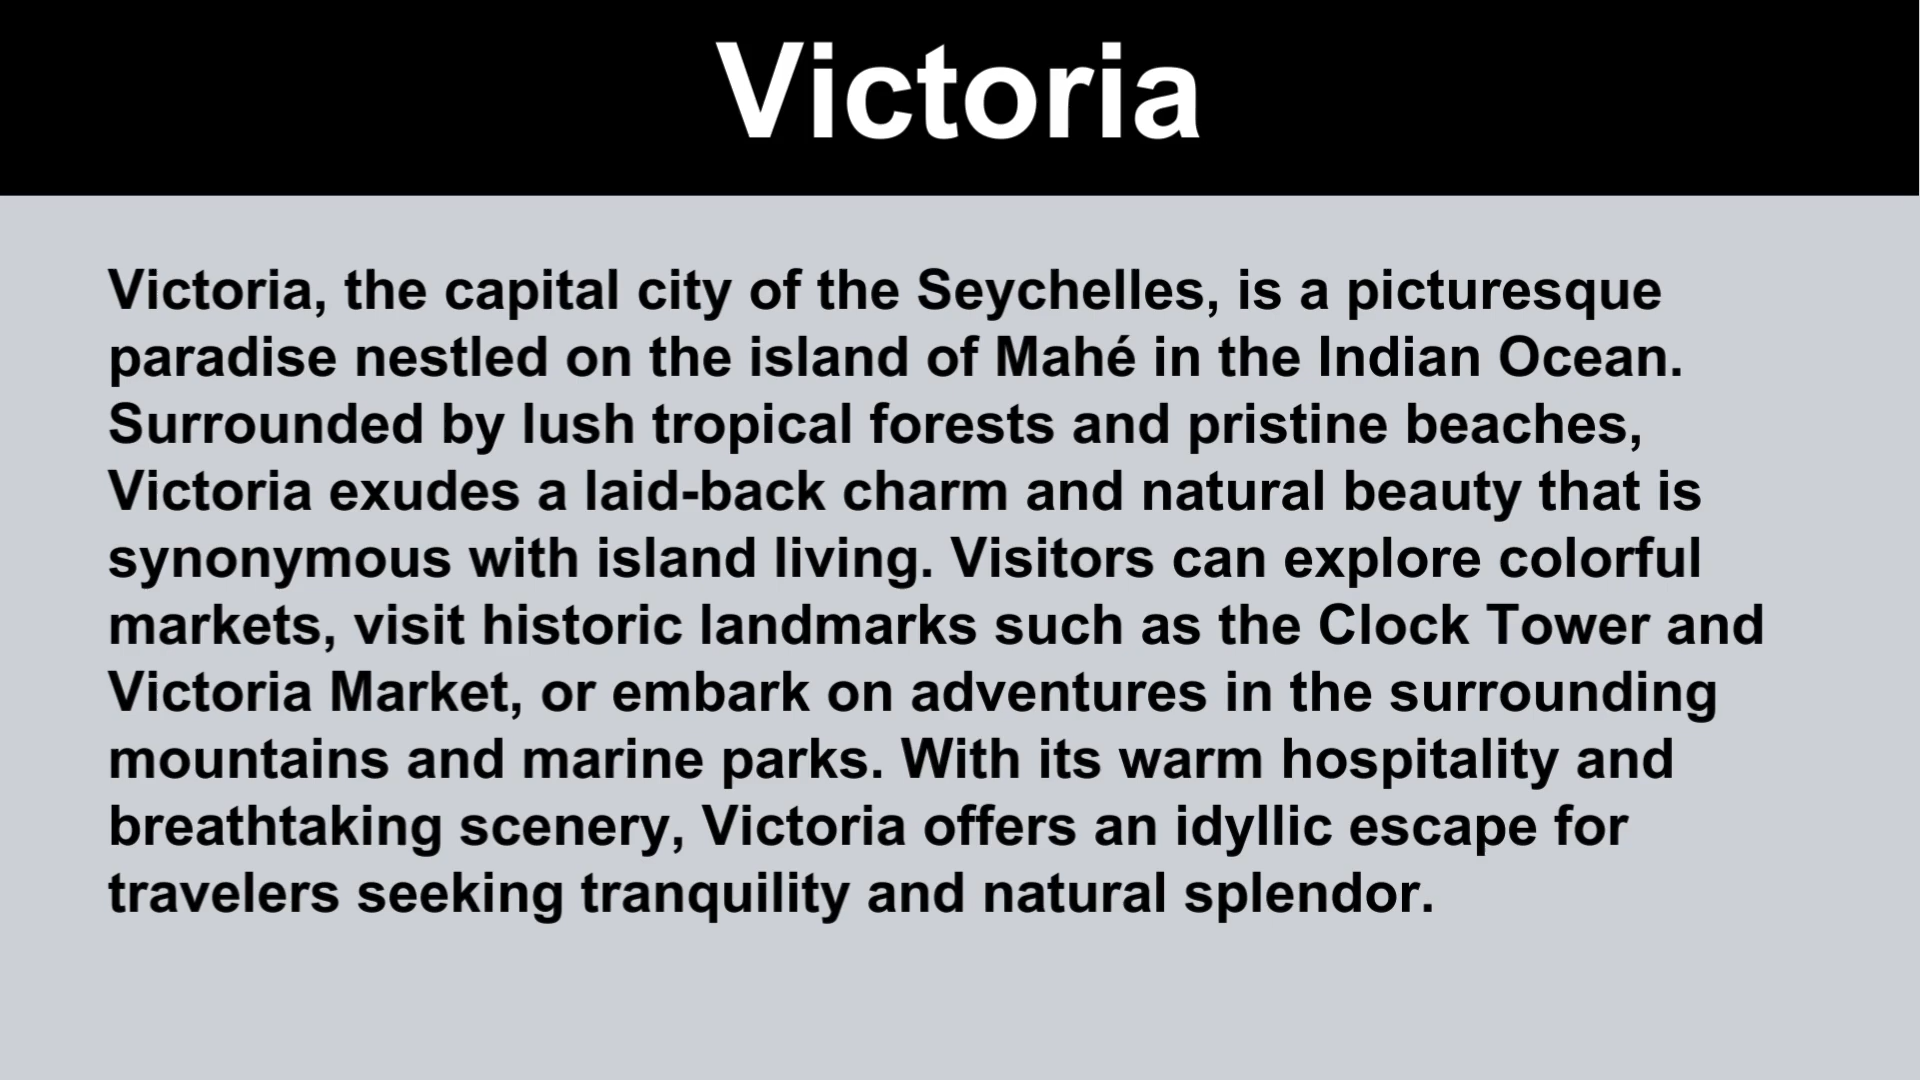 Victoria
Victoria, the capital city of the Seychelles, is a picturesque
paradise nestled on the island of Mahé in the Indian Ocean.
Surrounded by lush tropical forests and pristine beaches,
Victoria exudes a laid-back charm and natural beauty that is
synonymous with island living. Visitors can explore colorful
markets, visit historic landmarks such as the Clock Tower and
Victoria Market, or embark on adventures in the surrounding
mountains and marine parks. With its warm hospitality and
breathtaking scenery, Victoria offers an idyllic escape for
travelers seeking tranquility and natural splendor.